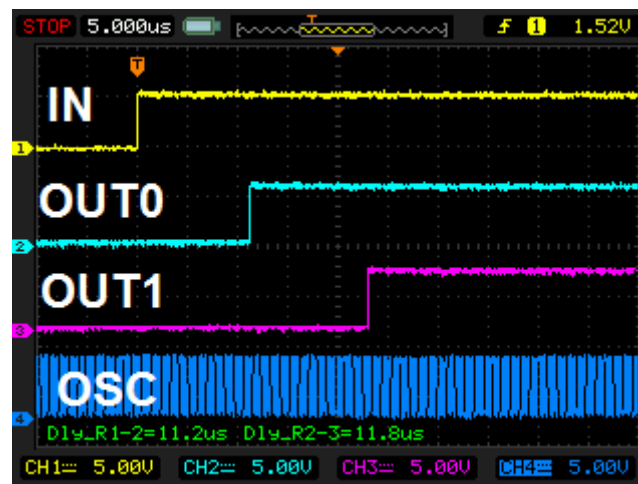 STOP 5.000us T 1 1.52V
T
IN
1
OUT0
2
OUT1
3
OSC
4
Dly_R1-2=11.2us Dly_R2-3=11.8us
CH1 5.00V CH2 5.00V CH3 5.00V CH4 5.00V